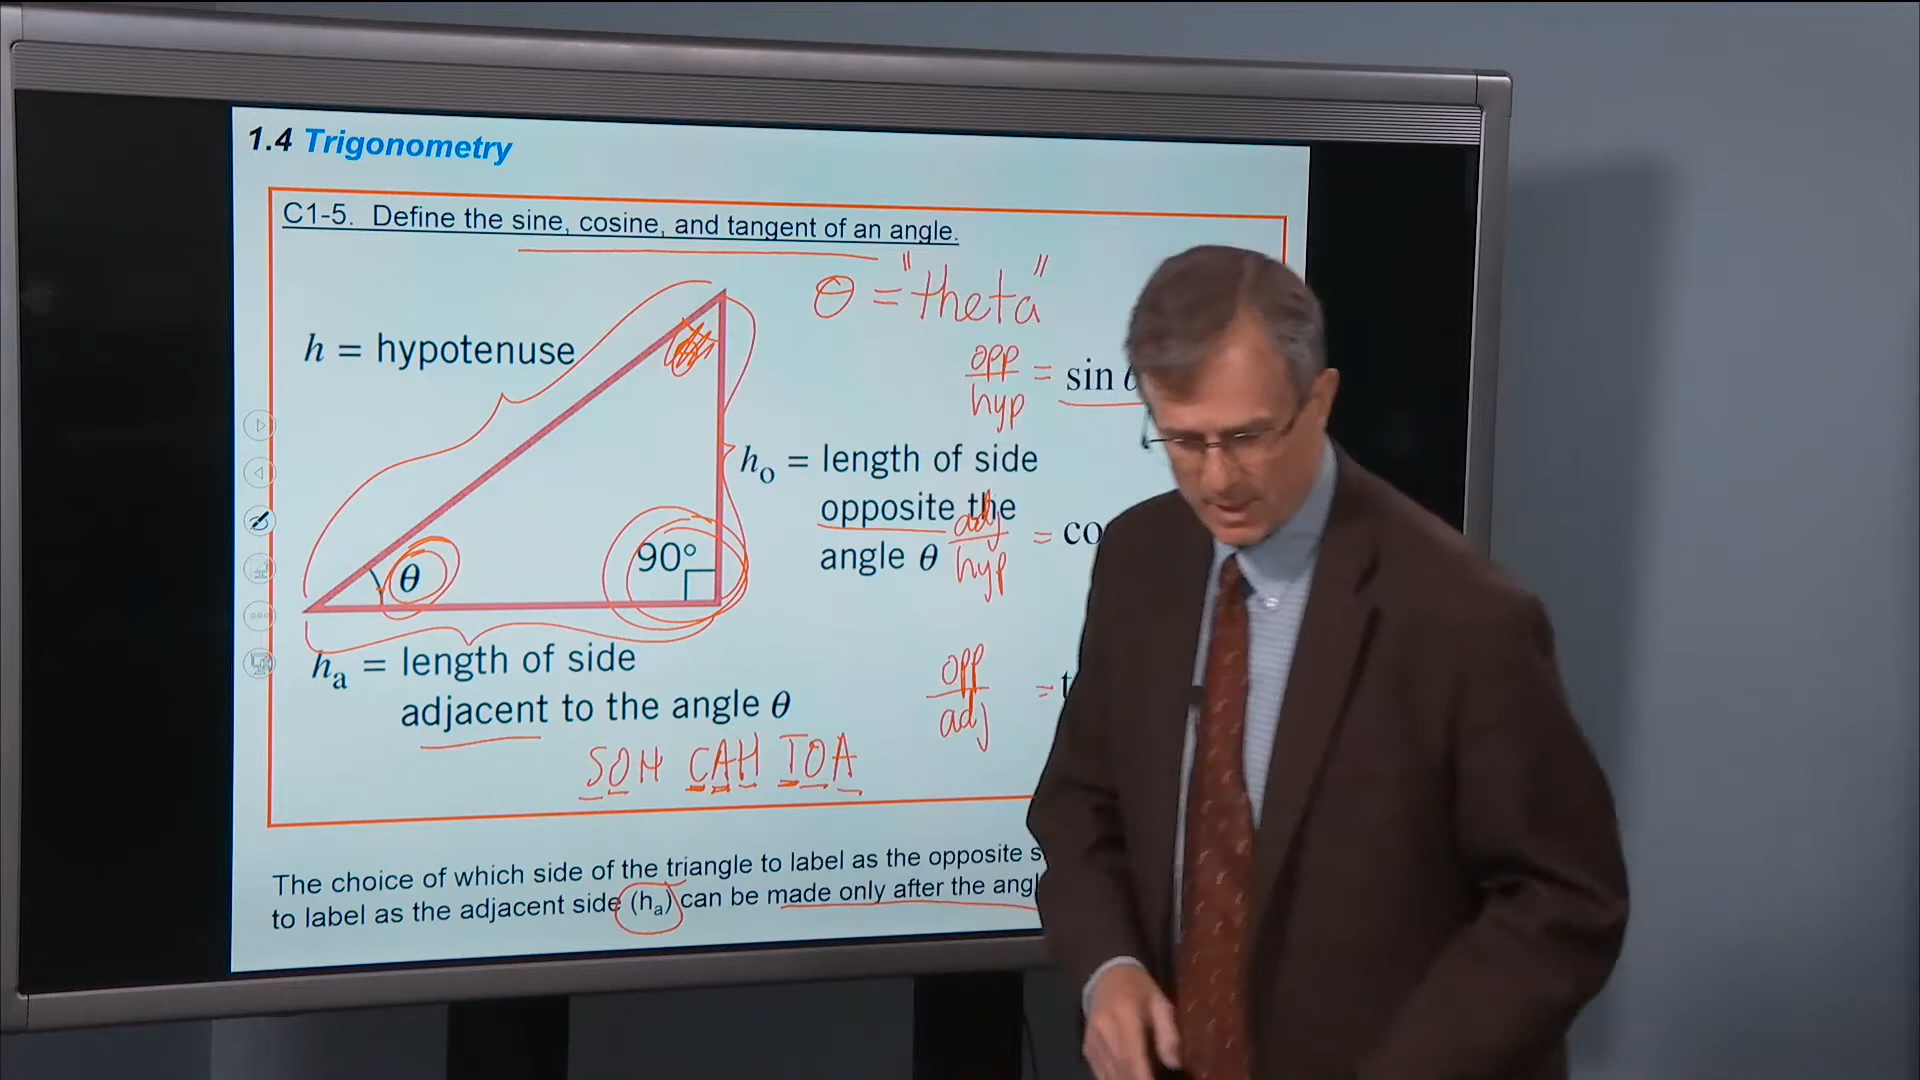 1.4 Trigonometry
C1-5. Define the sine, cosine, and tangent of an angle.
θ = "theta"
h = hypotenuse
opp
hyp
= sin θ
hₒ = length of side
opposite the
angle θ
adj
hyp
= co
90°
θ
hₐ = length of side
adjacent to the angle θ
opp
adj
= t
SOH CAH TOA
The choice of which side of the triangle to label as the opposite s
to label as the adjacent side (hₐ) can be made only after the angl